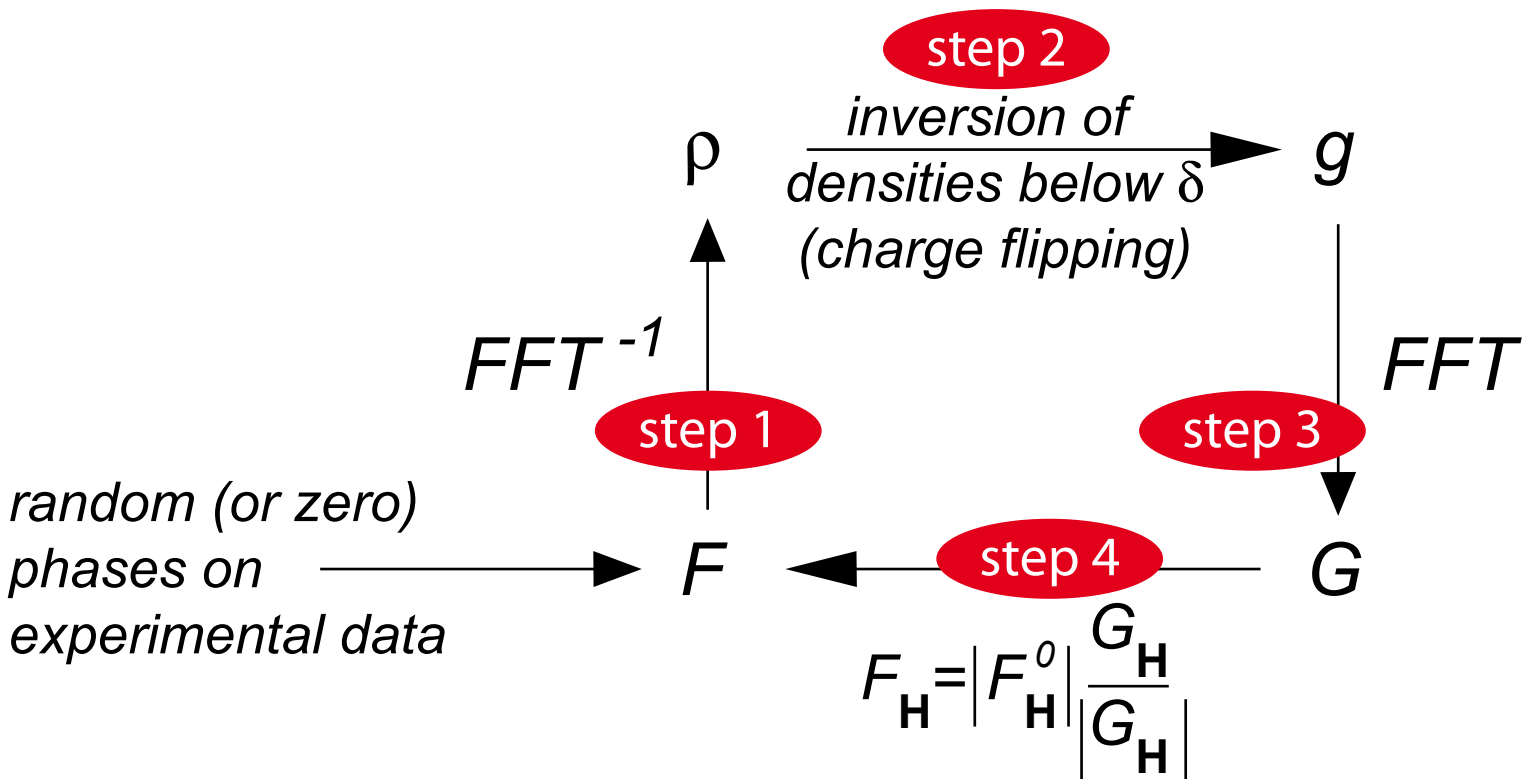 step 2
inversion of
ρ
g
densities below δ
(charge flipping)
FFT⁻¹
FFT
step 1
step 3
random (or zero)
phases on
experimental data
F
step 4
G
F_H=|F_H^0| G_H/|G_H|